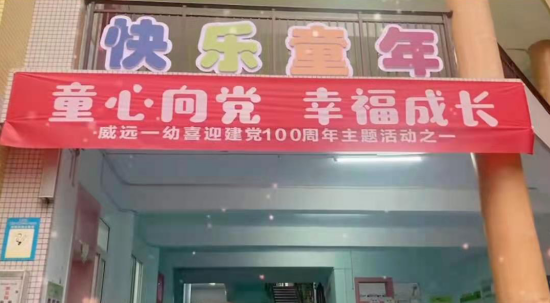 快乐童年
童心向党 幸福成长
威远一幼喜迎建党100周年主题活动之一